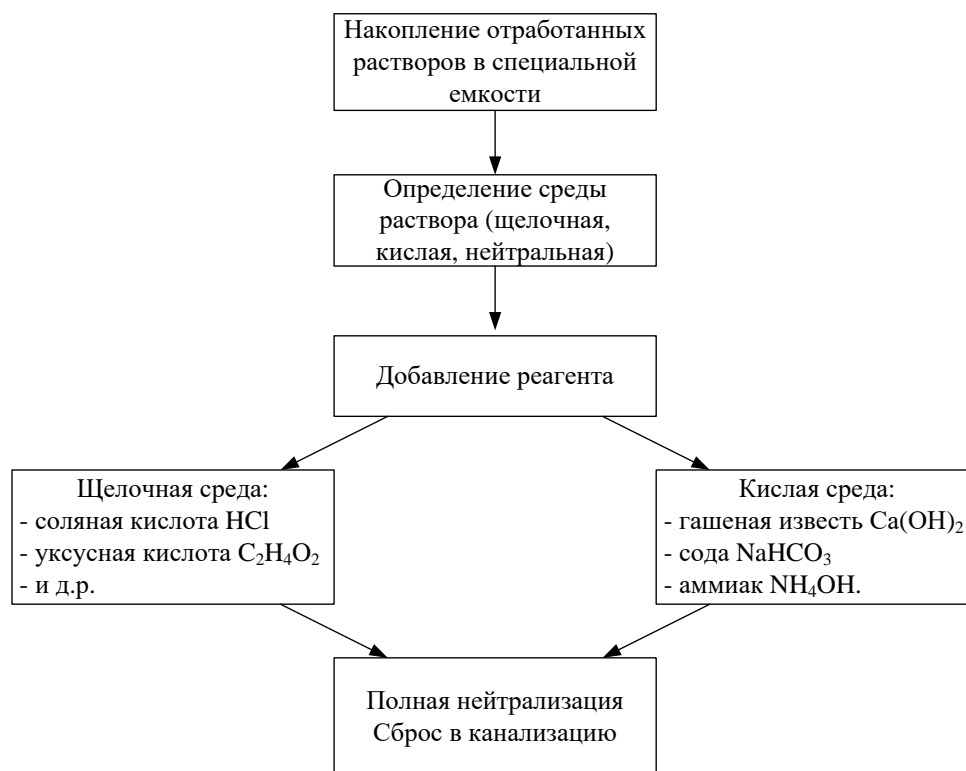 Накопление отработанных
растворов в специальной
емкости
Определение среды
раствора (щелочная,
кислая, нейтральная)
Добавление реагента
Щелочная среда:
- соляная кислота HCl
- уксусная кислота C₂H₄O₂
- и д.р.
Кислая среда:
- гашеная известь Ca(OH)₂
- сода NaHCO₃
- аммиак NH₄OH.
Полная нейтрализация
Сброс в канализацию